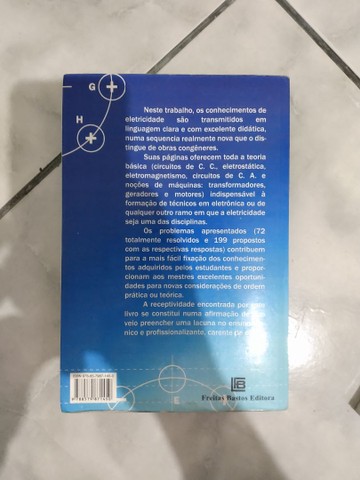 G
H
Neste trabalho, os conhecimentos de
eletricidade são transmitidos em
linguagem clara e com excelente didática,
numa sequencia realmente nova que o dis-
tingue de obras congêneres.
Suas páginas oferecem toda a teoria
básica (circuitos de C. C., eletrostática,
eletromagnetismo, circuitos de C. A. e
noções de máquinas: transformadores,
geradores e motores) indispensável à
formação de técnicos em eletrônica ou de
qualquer outro ramo em que a eletricidade
seja uma das disciplinas.
Os problemas apresentados (72
totalmente resolvidos e 199 propostos
com as respectivas respostas) contribuem
para a mais fácil fixação dos conhecimen-
tos adquiridos pelos estudantes e propor-
cionam aos mestres excelentes oportuni-
dades para novas considerações de ordem
prática ou teórica.
A receptividade encontrada por
livro se constitui numa afirmação de
veio preencher uma lacuna no
nico e profissionalizante,
E
Freitas Bastos Editora